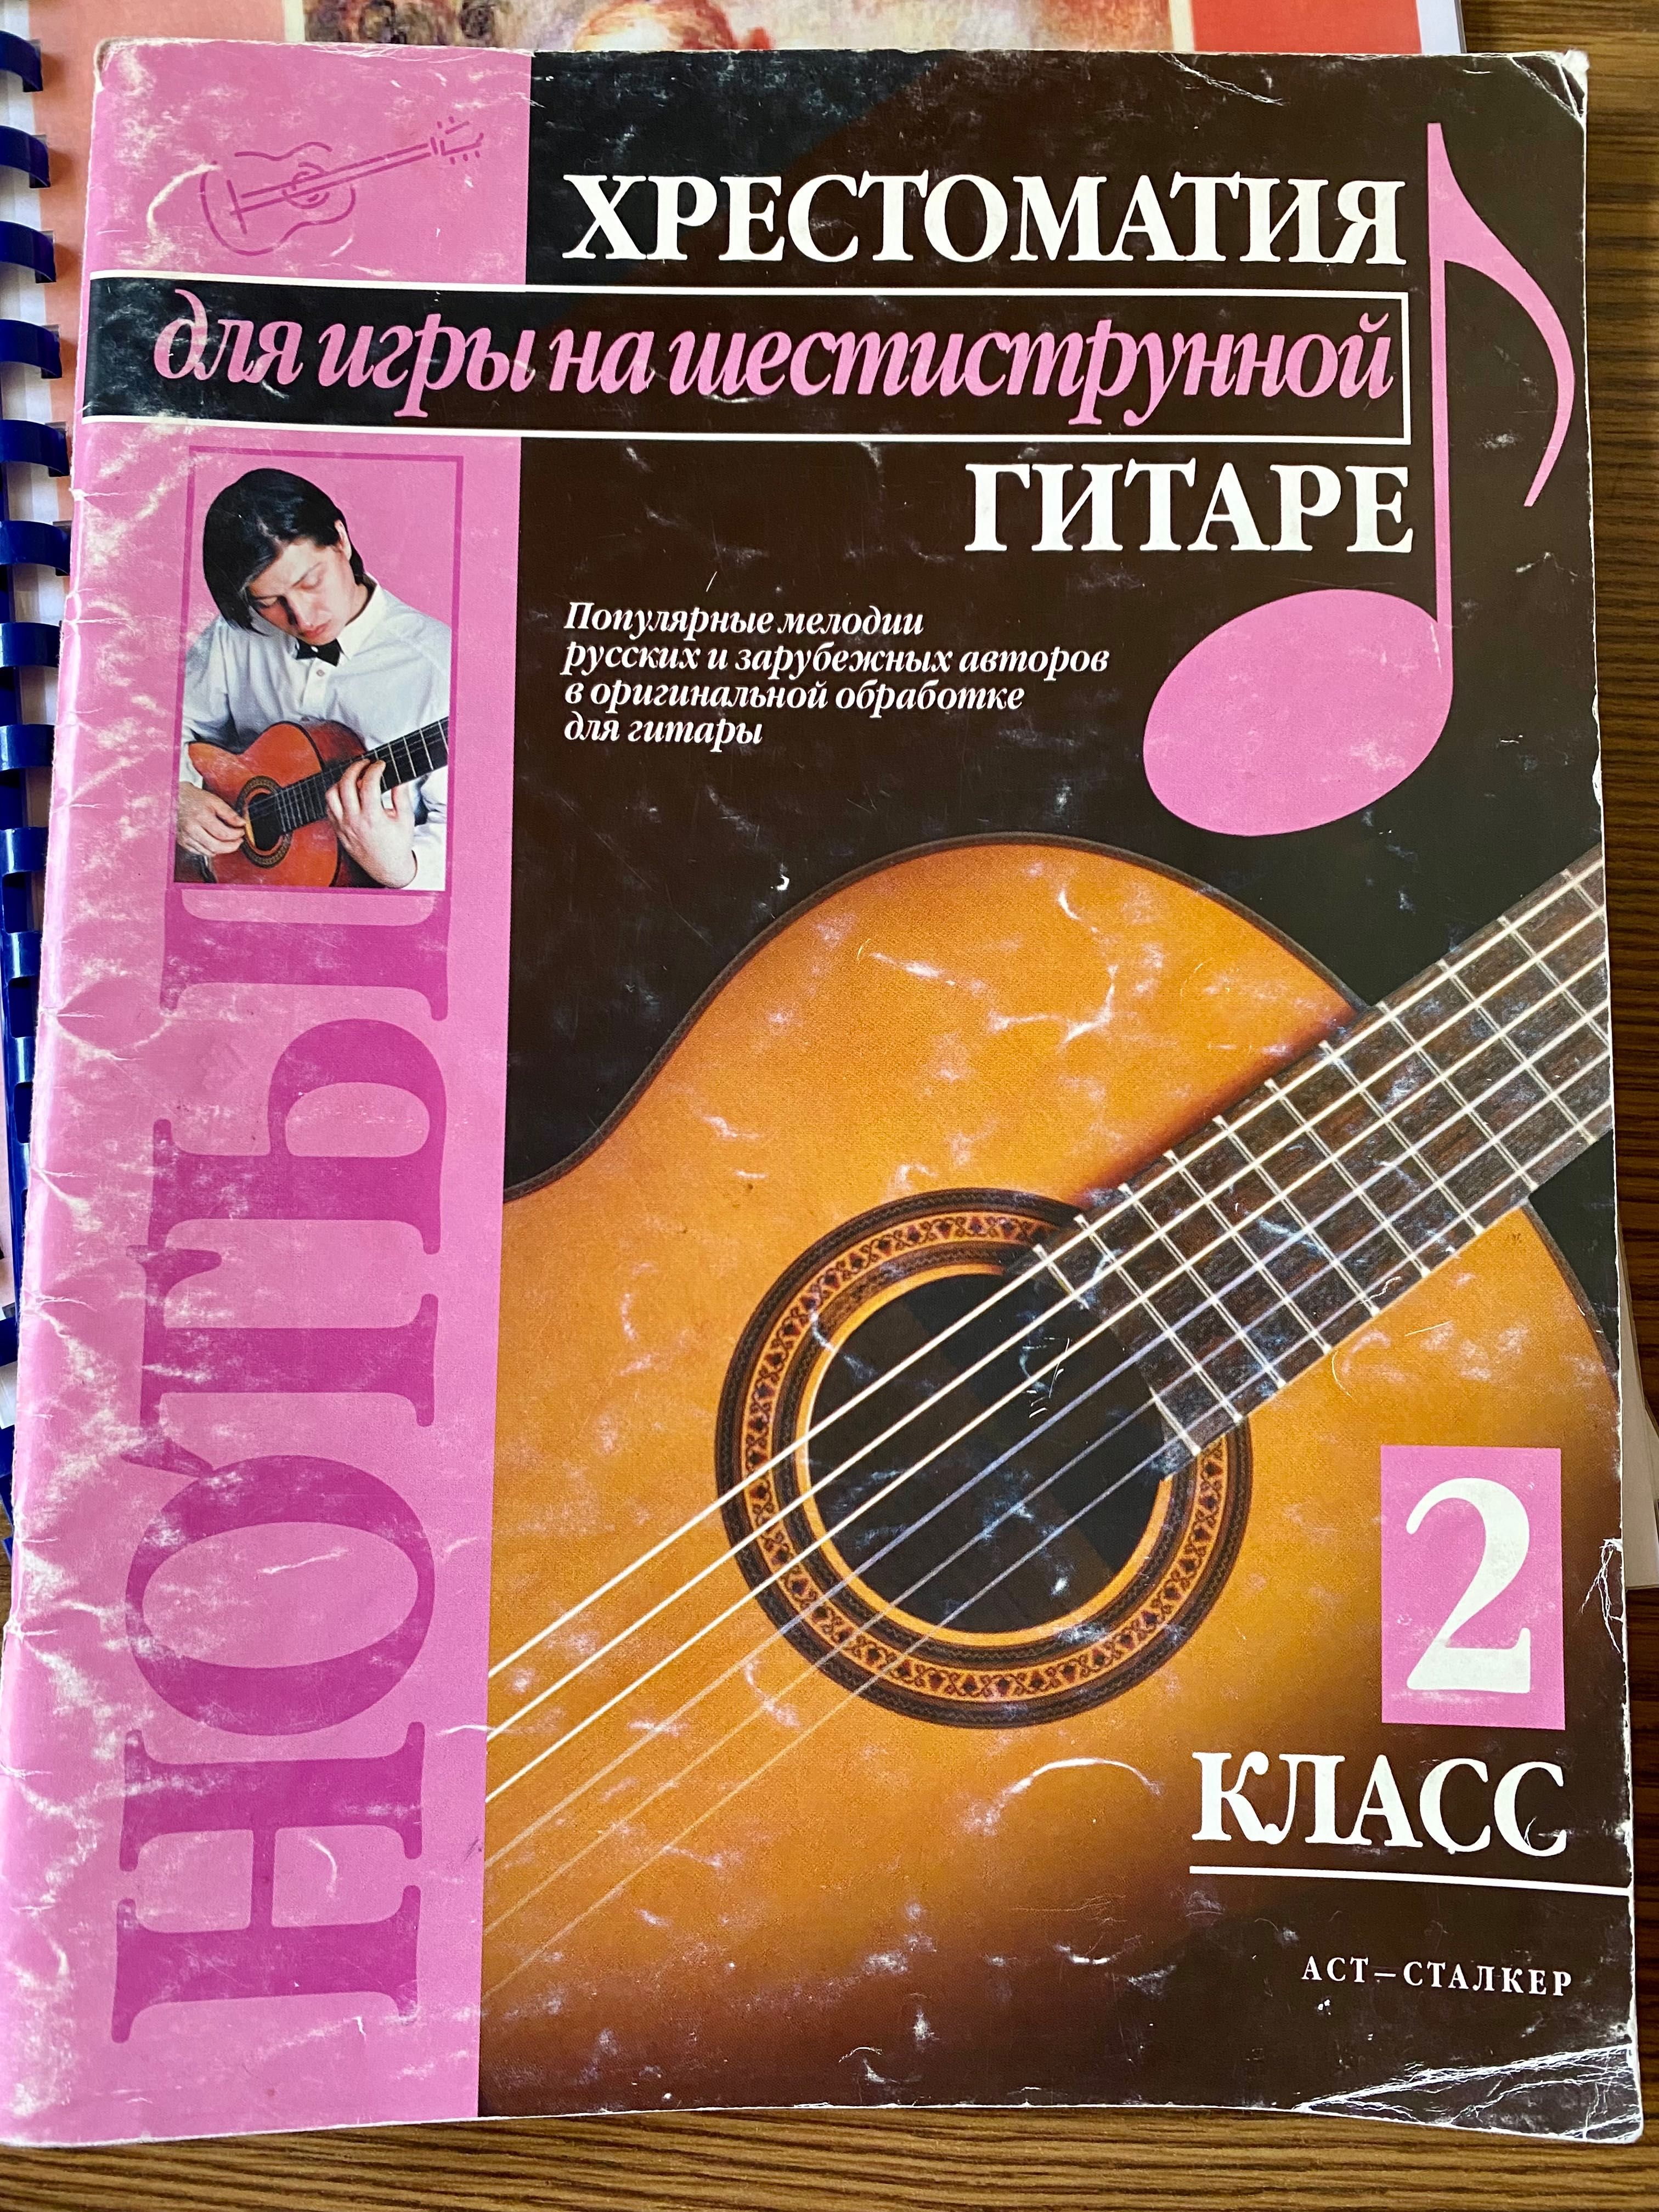 ХРЕСТОМАТИЯ
для игры на шестиструнной
ГИТАРЕ
Популярные мелодии
русских и зарубежных авторов
в оригинальной обработке
для гитары
НОТЫ
2
КЛАСС
АСТ–СТАЛКЕР